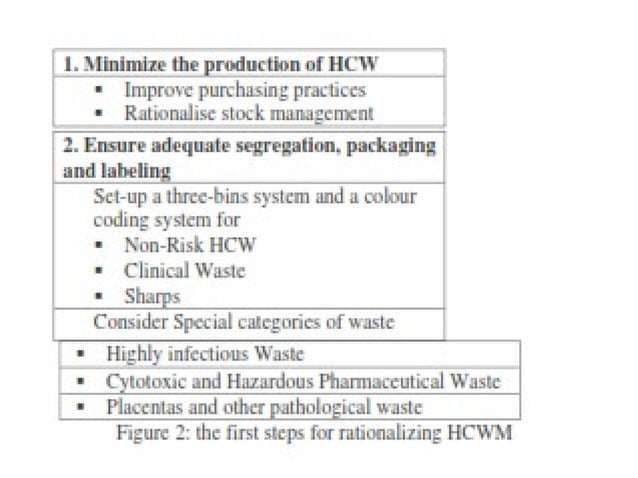 1. Minimize the production of HCW
▪ Improve purchasing practices
▪ Rationalise stock management
2. Ensure adequate segregation, packaging
and labeling
Set-up a three-bins system and a colour
coding system for
▪ Non-Risk HCW
▪ Clinical Waste
▪ Sharps
Consider Special categories of waste
▪ Highly infectious Waste
▪ Cytotoxic and Hazardous Pharmaceutical Waste
▪ Placentas and other pathological waste
Figure 2: the first steps for rationalizing HCWM